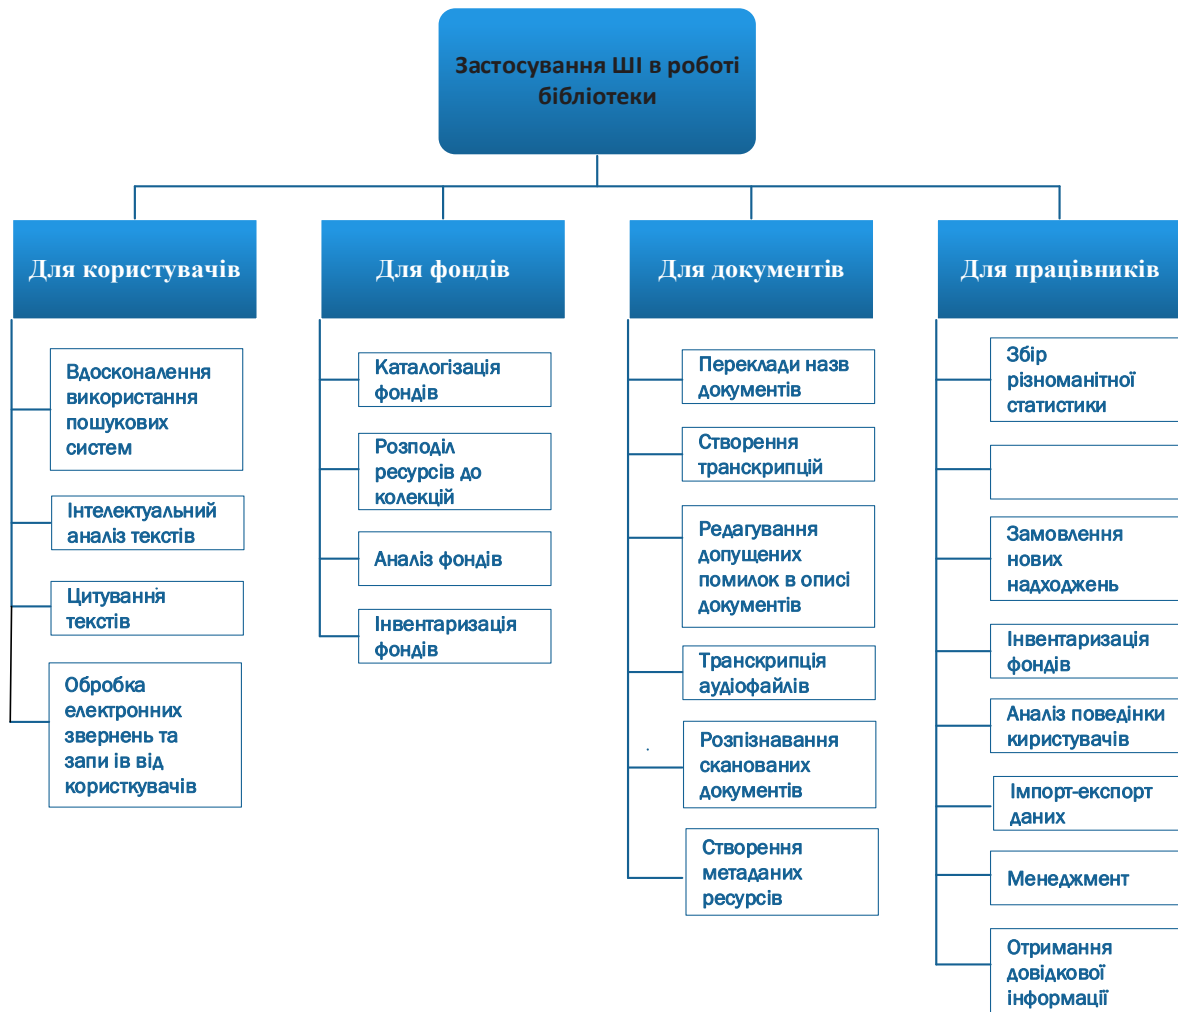 Застосування ШІ в роботі
бібліотеки
Для користувачів
Для фондів
Для документів
Для працівників
Вдосконалення
використання
пошукових
систем
Інтелектуальний
аналіз текстів
Цитування
текстів
Обробка
електронних
звернень та
запи ів від
користкувачів
Каталогізація
фондів
Розподіл
ресурсів до
колекцій
Аналіз фондів
Інвентаризація
фондів
Переклади назв
документів
Створення
транскрипцій
Редагування
допущених
помилок в описі
документів
Транскрипція
аудіофайлів
Розпізнавання
сканованих
документів
Створення
метаданих
ресурсів
Збір
різноманітної
статистики
Замовлення
нових
надходжень
Інвентаризація
фондів
Аналіз поведінки
киристувачів
Імпорт-експорт
даних
Менеджмент
Отримання
довідкової
інформації